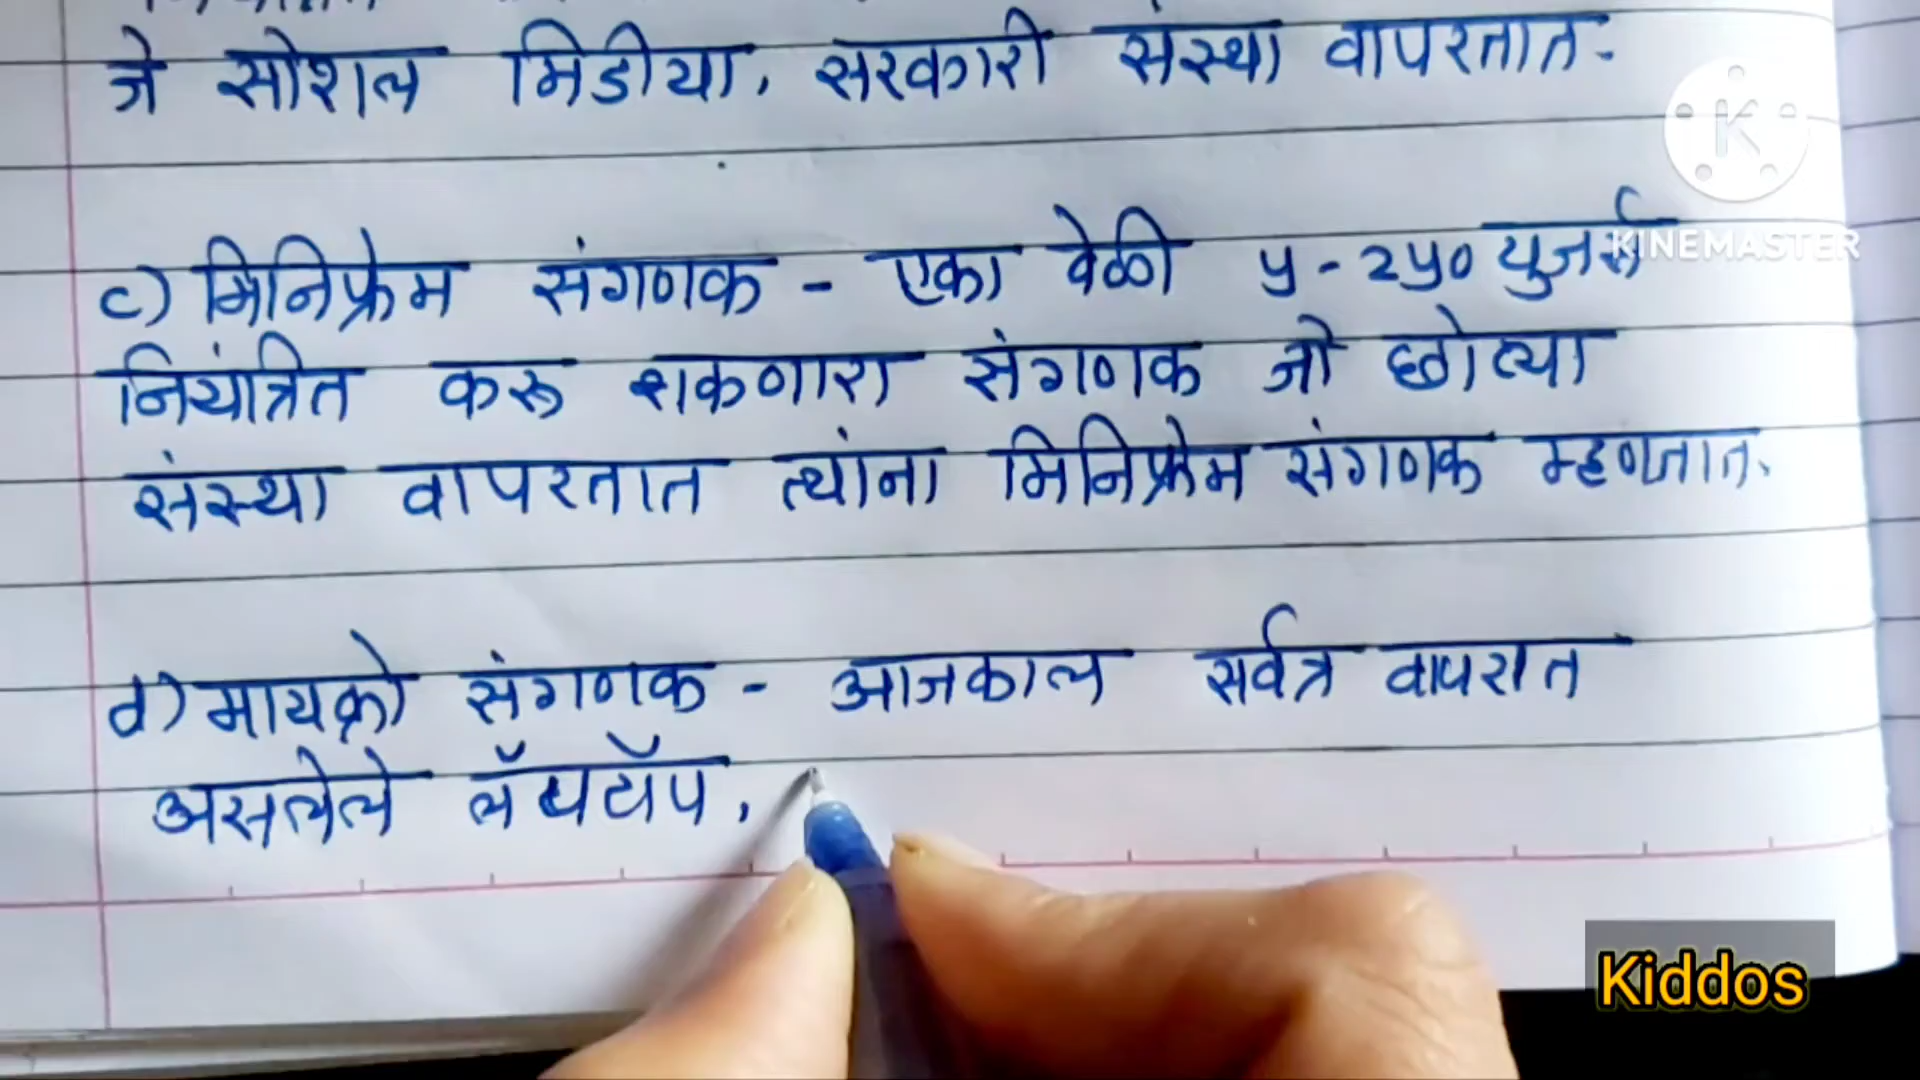 जे सोशल मिडीया, सरकारी संस्था वापरतात.
c) मिनिफ्रेम संगणक - एका वेळी ५-२५० युजर्स
नियंत्रित करू शकणारा संगणक जो छोट्या
संस्था वापरतात त्यांना मिनिफ्रेम संगणक म्हणतात.
d) मायक्रो संगणक - आजकाल सर्वत्र वापरात
असलेले लॅपटॉप,
KINEMASTER
Kiddos